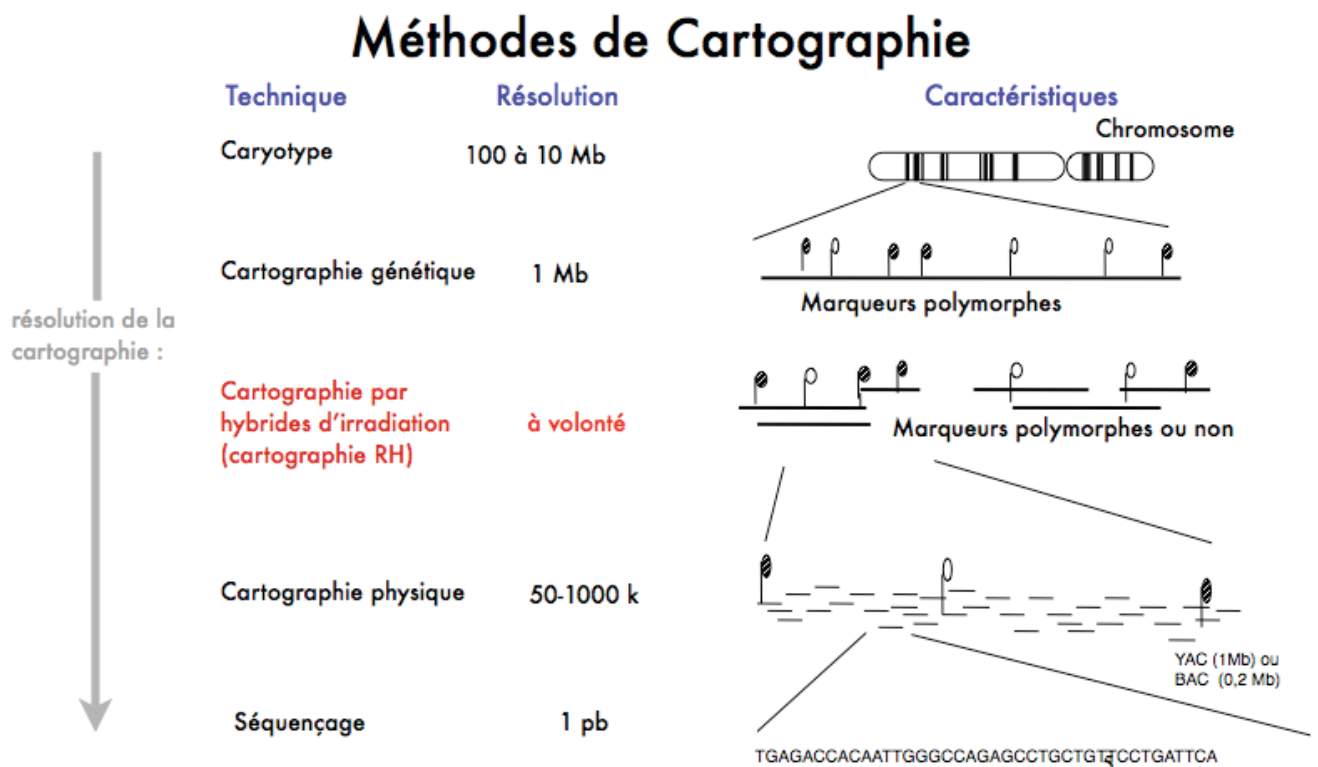 Méthodes de Cartographie
Technique
Résolution
Caractéristiques
Caryotype
100 à 10 Mb
Chromosome
Cartographie génétique
1 Mb
Marqueurs polymorphes
résolution de la
cartographie :
Cartographie par
hybrides d'irradiation
(cartographie RH)
à volonté
Marqueurs polymorphes ou non
Cartographie physique
50-1000 k
YAC (1Mb) ou
BAC (0,2 Mb)
Séquençage
1 pb
TGAGACCACAATTGGGCCAGAGCCTGCTGTTCCTGATTCA